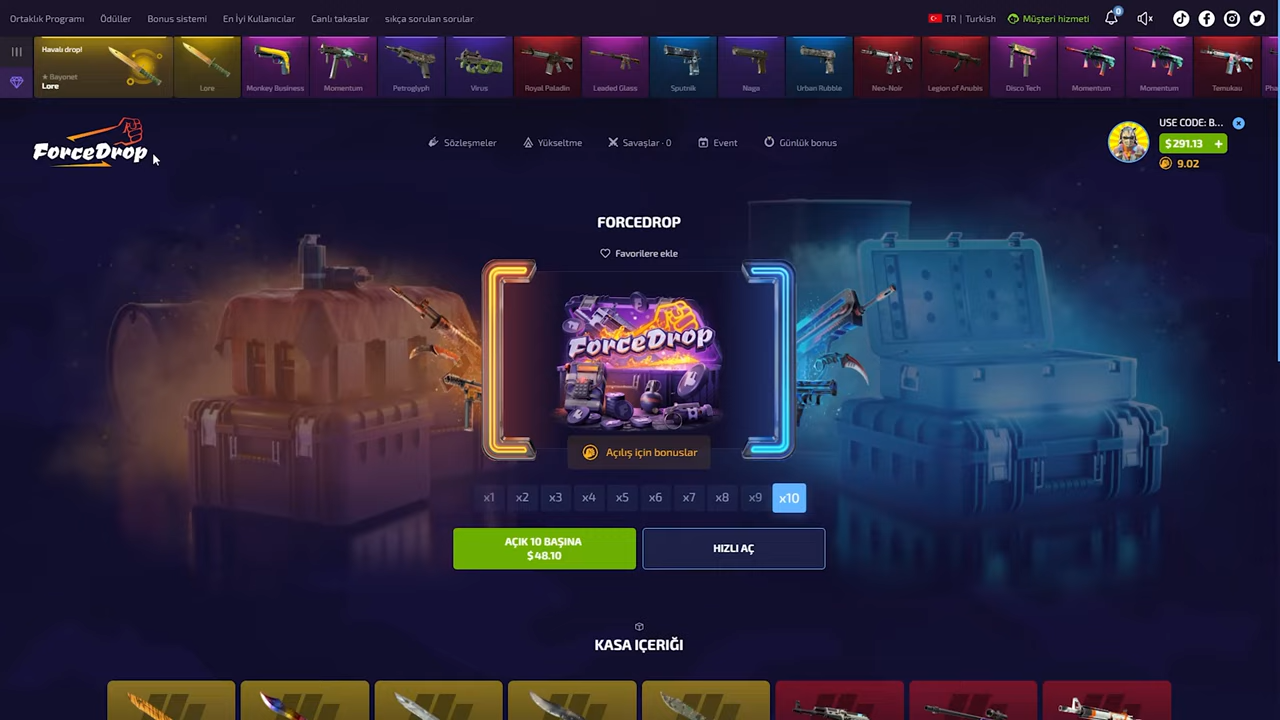 Ortaklık Programı Ödüller Bonus sistemi En İyi Kullanıcılar Canlı takaslar sıkça sorulan sorular TR | Turkish Müşteri hizmeti 0
Havalı drop!
★ Bayonet
Lore
Lore Monkey Business Momentum Petroglyph Virus Royal Paladin Leaded Glass Sputnik Naga Urban Rubble Neo-Noir Legion of Anubis Disco Tech Momentum Momentum Temukau
ForceDrop
Sözleşmeler Yükseltme Savaşlar · 0 Event Günlük bonus
USE CODE: B...
$291.13 +
9.02
FORCEDROP
Favorilere ekle
ForceDrop
Açılış için bonuslar
x1 x2 x3 x4 x5 x6 x7 x8 x9 x10
AÇIK 10 BAŞINA
$48.10
HIZLI AÇ
KASA IÇERIĞI